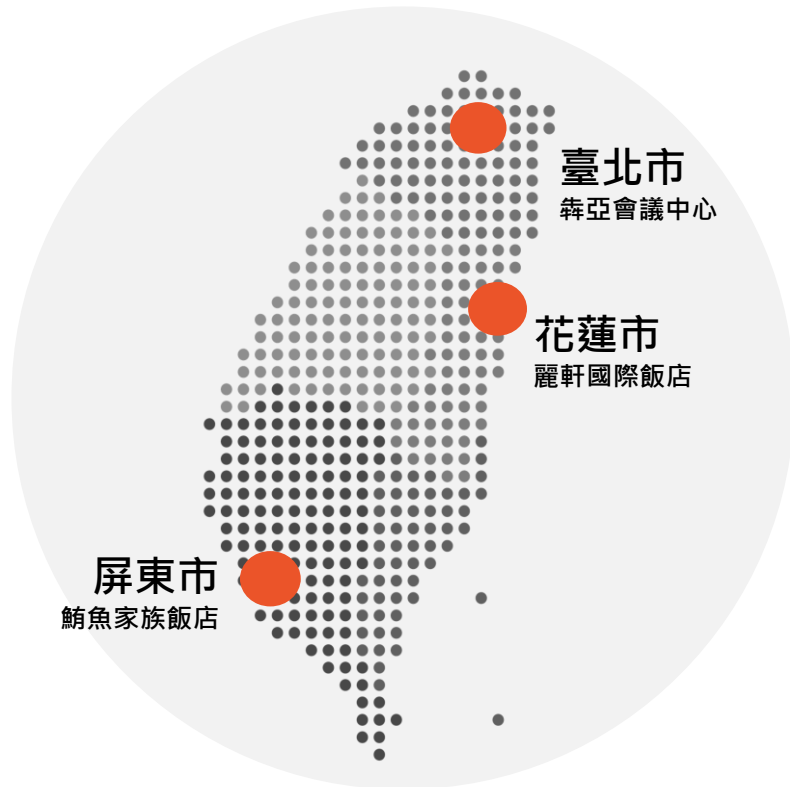 臺北市
犇亞會議中心
花蓮市
麗軒國際飯店
屏東市
鮪魚家族飯店